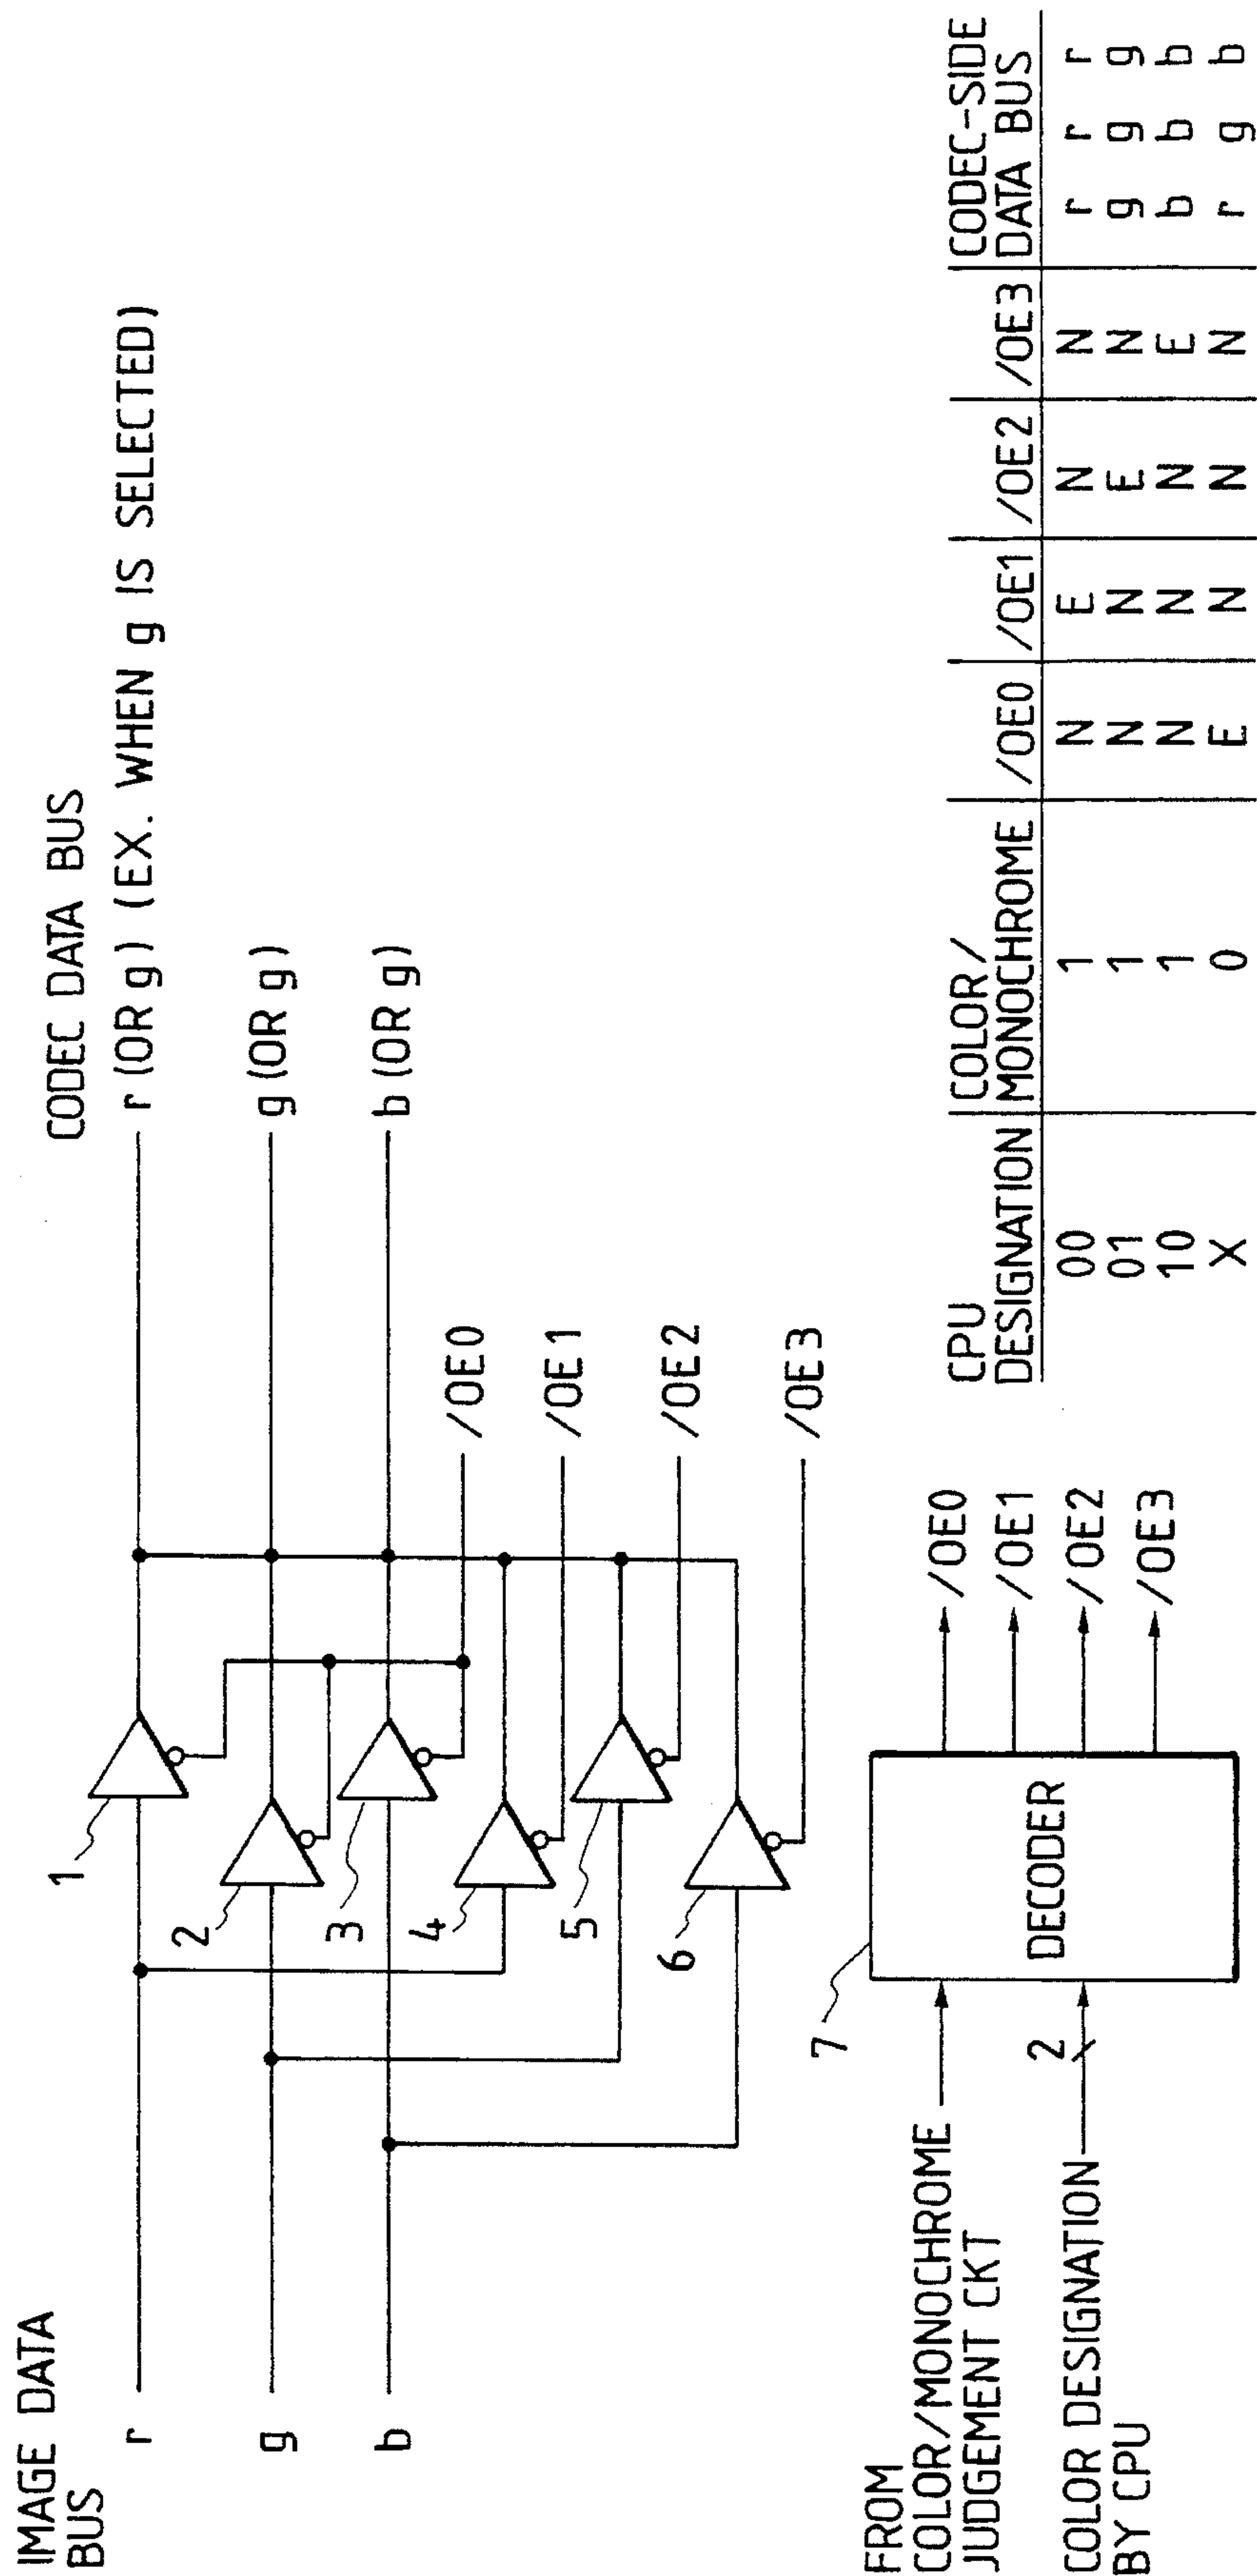 IMAGE DATA
BUS
CODEC DATA BUS
r
r (OR g) (EX. WHEN g IS SELECTED)
g
g (OR g)
b
b (OR g)
1
2
3
4
5
6
/OE0
/OE1
/OE2
/OE3
FROM
COLOR/MONOCHROME
JUDGEMENT CKT
COLOR DESIGNATION
BY CPU
2
7
DECODER
/OE0
/OE1
/OE2
/OE3
CPU DESIGNATION COLOR/MONOCHROME /OE0 /OE1 /OE2 /OE3 CODEC-SIDE DATA BUS
00 1 N E N N r r r
01 1 N N E N g g g
10 1 N N N E b b b
X 0 E N N N r g b